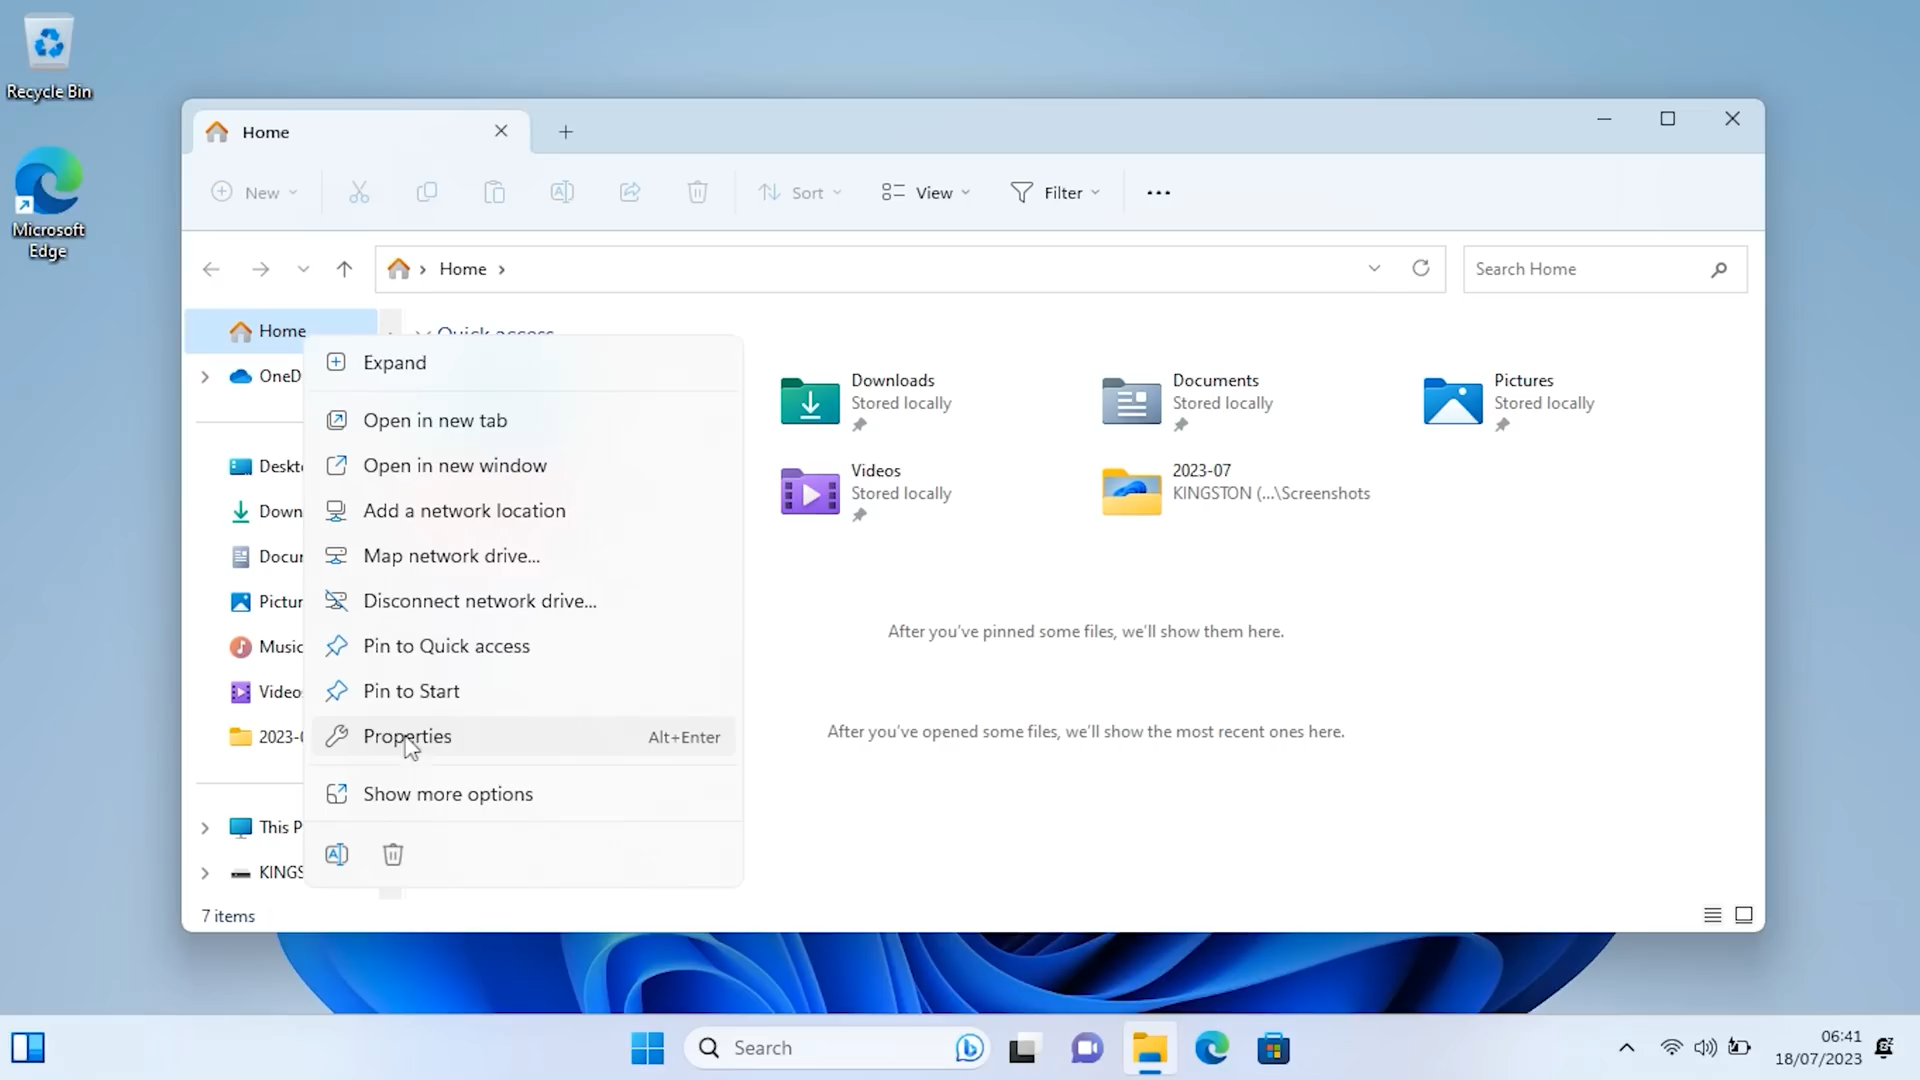 Recycle Bin
Microsoft
Edge
Home
New
Sort
View
Filter
Home
Search Home
Home
Quick access
OneD
Deskt
Down
Docur
Pictur
Music
Video
2023-
This P
KINGS
Expand
Open in new tab
Open in new window
Add a network location
Map network drive...
Disconnect network drive...
Pin to Quick access
Pin to Start
Properties Alt+Enter
Show more options
Downloads
Stored locally
Documents
Stored locally
Pictures
Stored locally
Videos
Stored locally
2023-07
KINGSTON (...\Screenshots
After you've pinned some files, we'll show them here.
After you've opened some files, we'll show the most recent ones here.
7 items
Search
06:41
18/07/2023